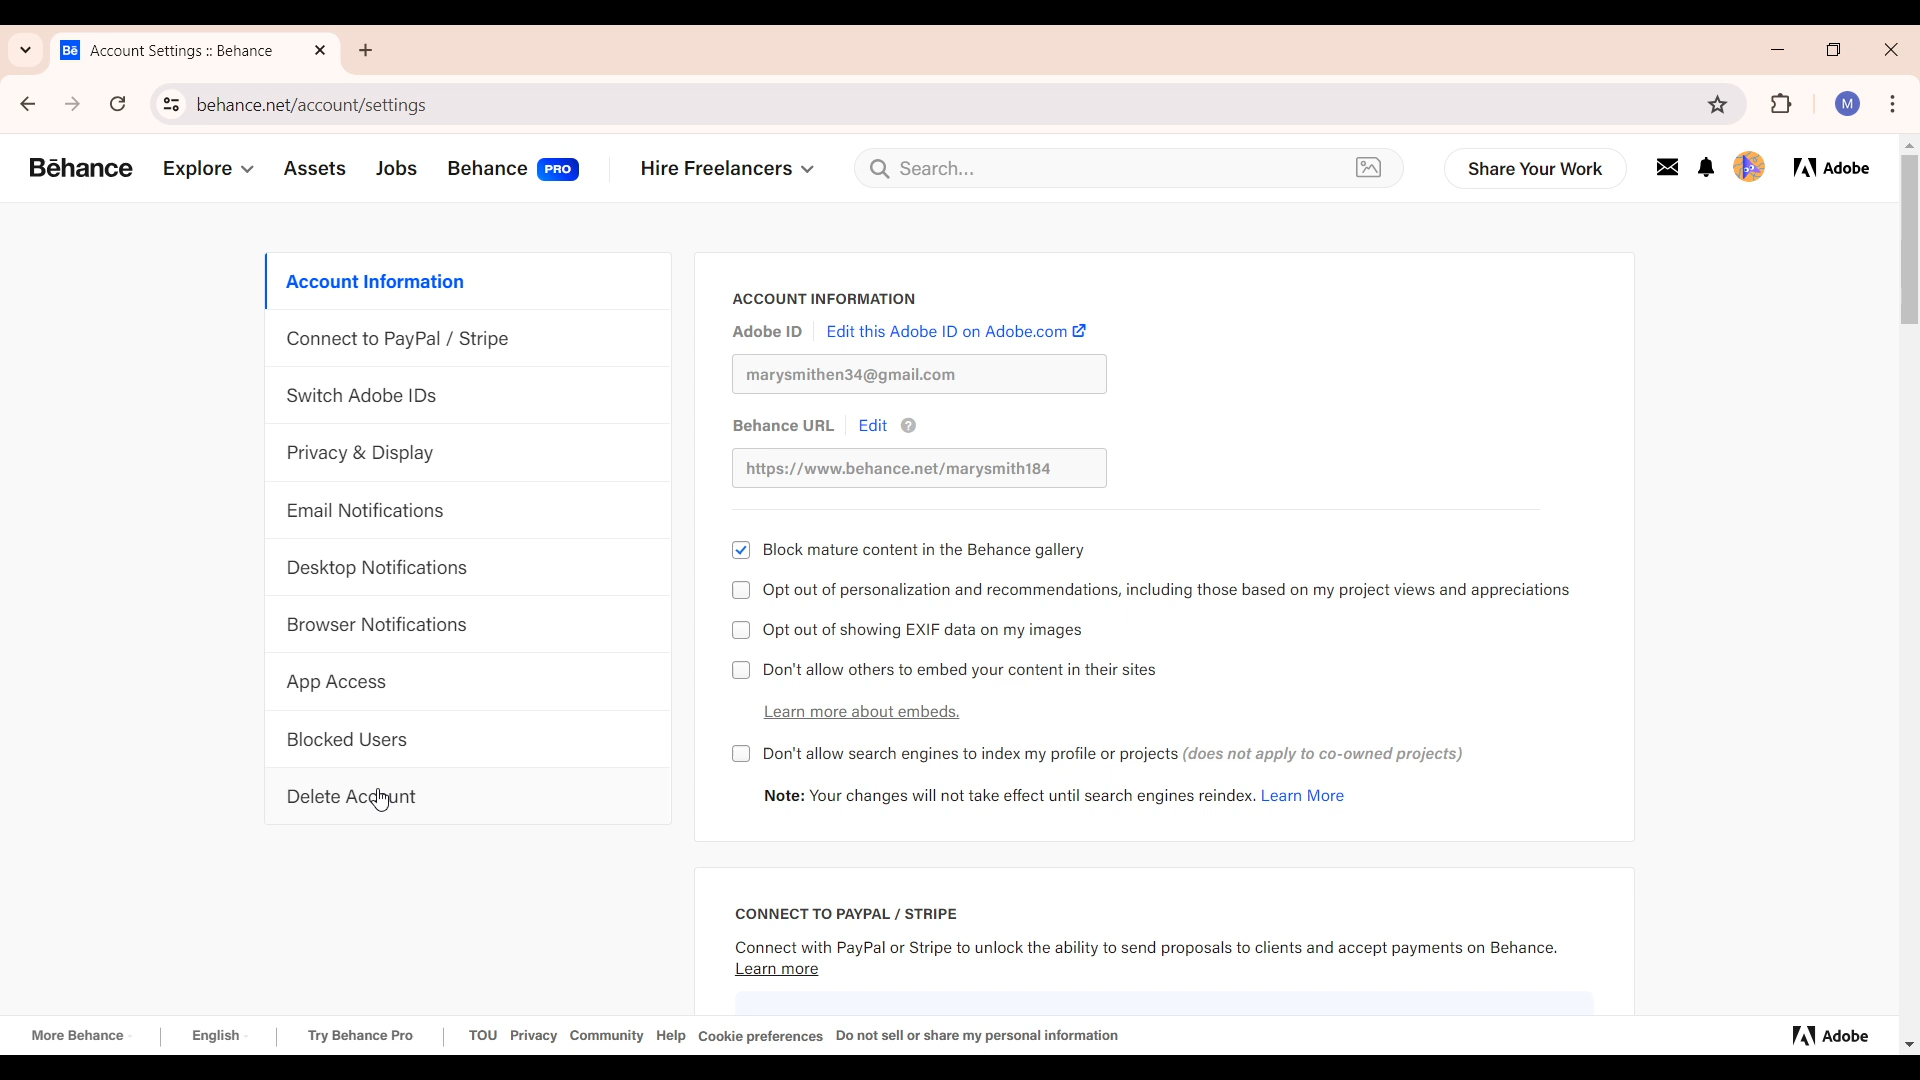 Bē Account Settings :: Behance
behance.net/account/settings
M
Bēhance Explore Assets Jobs Behance PRO Hire Freelancers Search... Share Your Work Adobe
Account Information
Connect to PayPal / Stripe
Switch Adobe IDs
Privacy & Display
Email Notifications
Desktop Notifications
Browser Notifications
App Access
Blocked Users
Delete Account
ACCOUNT INFORMATION
Adobe ID Edit this Adobe ID on Adobe.com
marysmithen34@gmail.com
Behance URL Edit ?
https://www.behance.net/marysmith184
Block mature content in the Behance gallery
Opt out of personalization and recommendations, including those based on my project views and appreciations
Opt out of showing EXIF data on my images
Don't allow others to embed your content in their sites
Learn more about embeds.
Don't allow search engines to index my profile or projects (does not apply to co-owned projects)
Note: Your changes will not take effect until search engines reindex. Learn More
CONNECT TO PAYPAL / STRIPE
Connect with PayPal or Stripe to unlock the ability to send proposals to clients and accept payments on Behance.
Learn more
More Behance English Try Behance Pro TOU Privacy Community Help Cookie preferences Do not sell or share my personal information Adobe